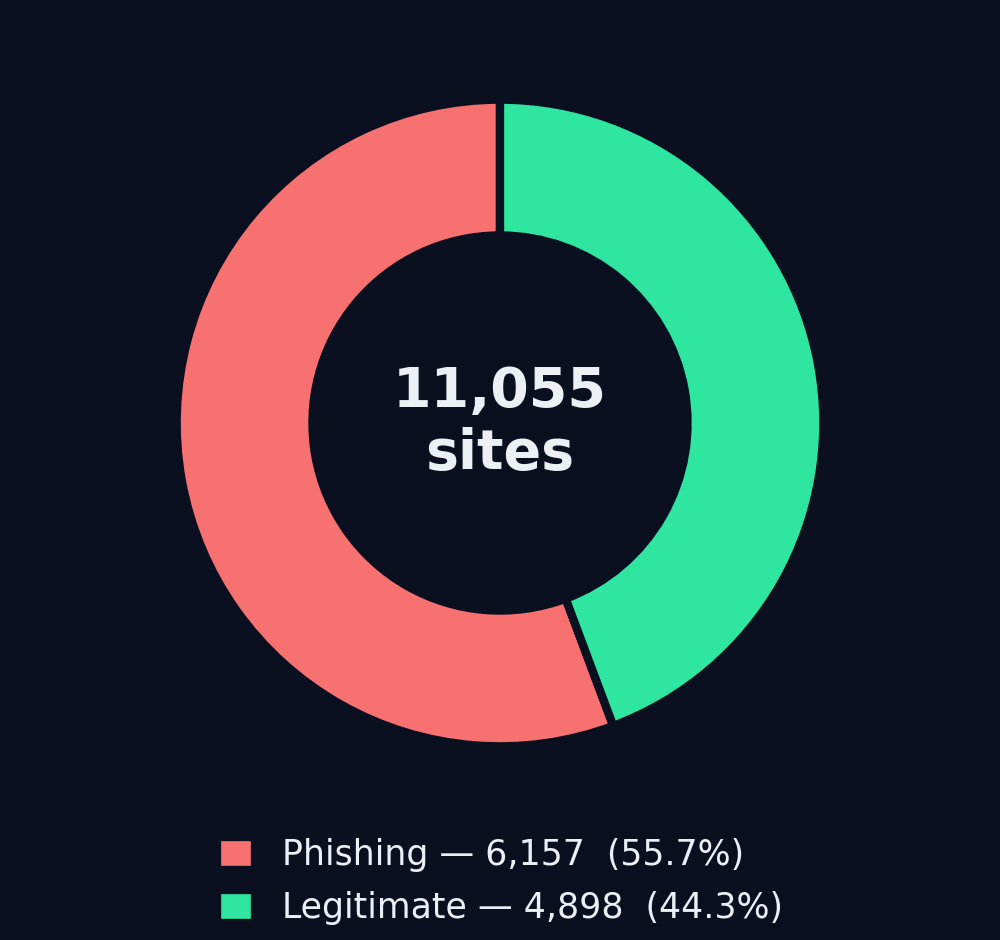 11,055
sites
Phishing — 6,157 (55.7%)
Legitimate — 4,898 (44.3%)